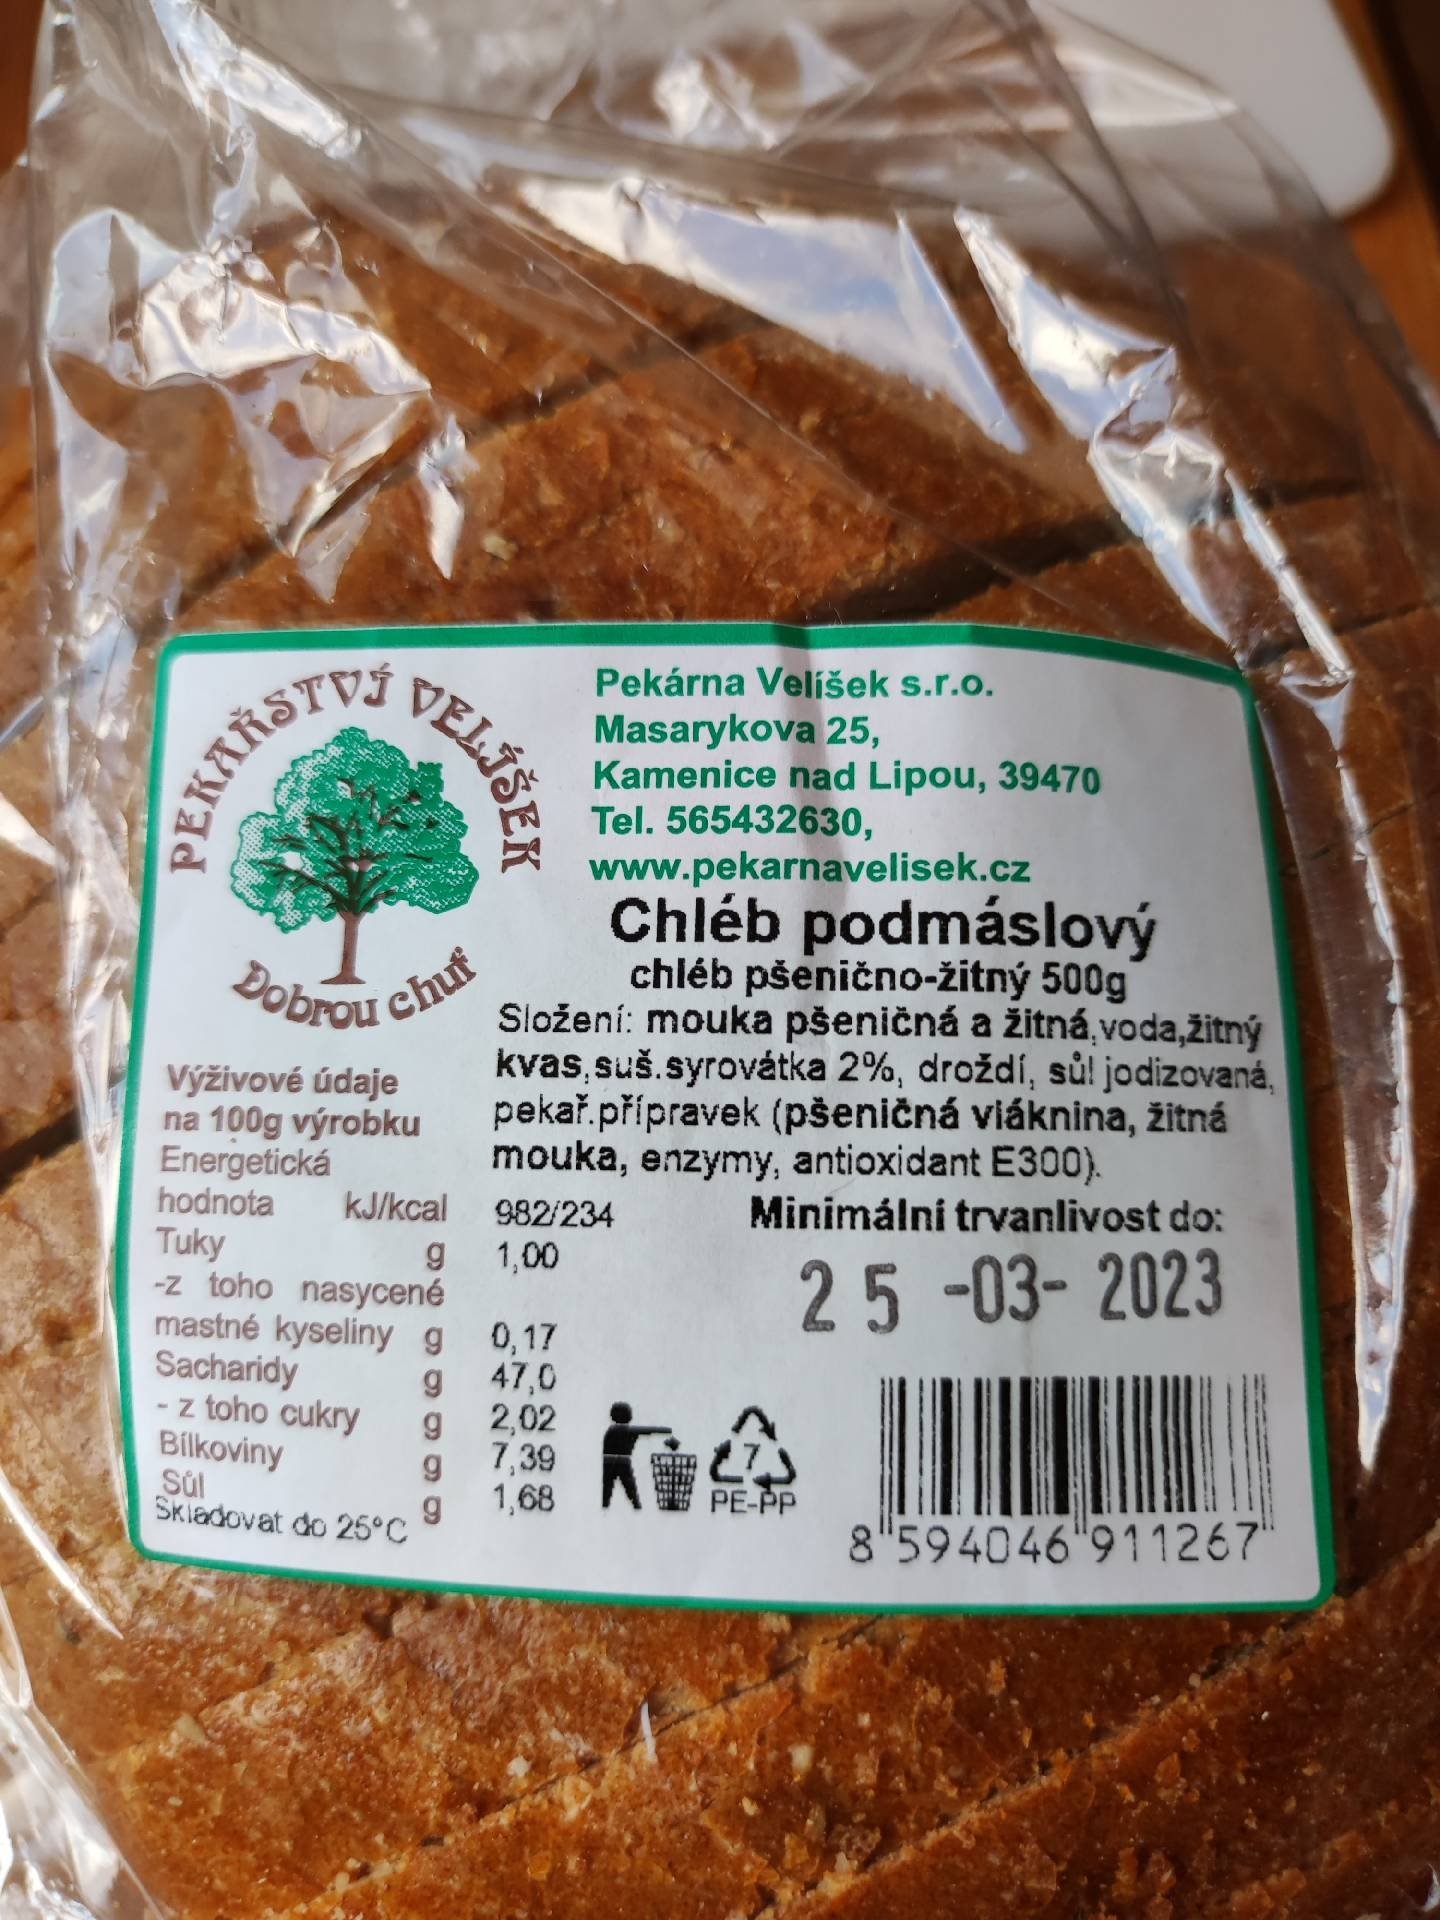 PEKAŘSTVÍ VELÍŠEK
Dobrou chuť
Pekárna Velíšek s.r.o.
Masarykova 25,
Kamenice nad Lipou, 39470
Tel. 565432630,
www.pekarnavelisek.cz
Chléb podmáslový
chléb pšenično-žitný 500g
Složení: mouka pšeničná a žitná,voda,žitný
kvas,suš.syrovátka 2%, droždí, sůl jodizovaná,
pekař.přípravek (pšeničná vláknina, žitná
mouka, enzymy, antioxidant E300).
Výživové údaje
na 100g výrobku
Energetická
hodnota kJ/kcal 982/234
Tuky g 1,00
-z toho nasycené
mastné kyseliny g 0,17
Sacharidy g 47,0
- z toho cukry g 2,02
Bílkoviny g 7,39
Sůl g 1,68
Skladovat do 25°C
Minimální trvanlivost do:
25 -03- 2023
7
PE-PP
8 594046 911267